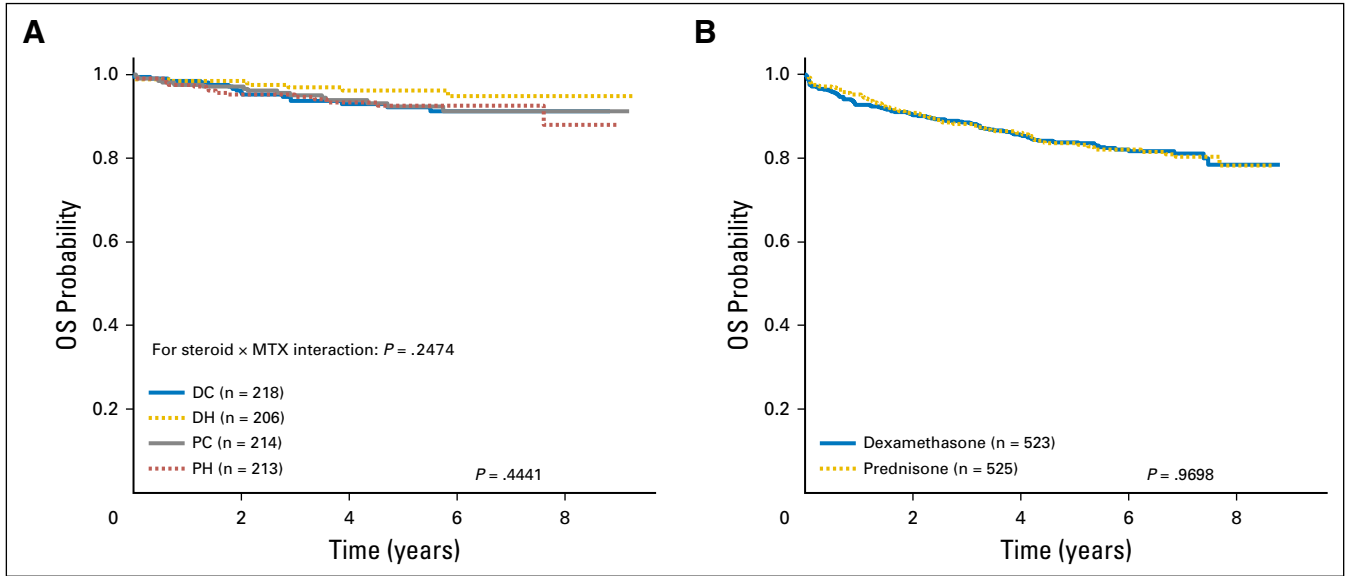 A
OS Probability
1.0
0.8
0.6
0.4
0.2
For steroid × MTX interaction: P = .2474
DC (n = 218)
DH (n = 206)
PC (n = 214)
PH (n = 213)
P = .4441
0 2 4 6 8
Time (years)
B
OS Probability
1.0
0.8
0.6
0.4
0.2
Dexamethasone (n = 523)
Prednisone (n = 525)
P = .9698
0 2 4 6 8
Time (years)